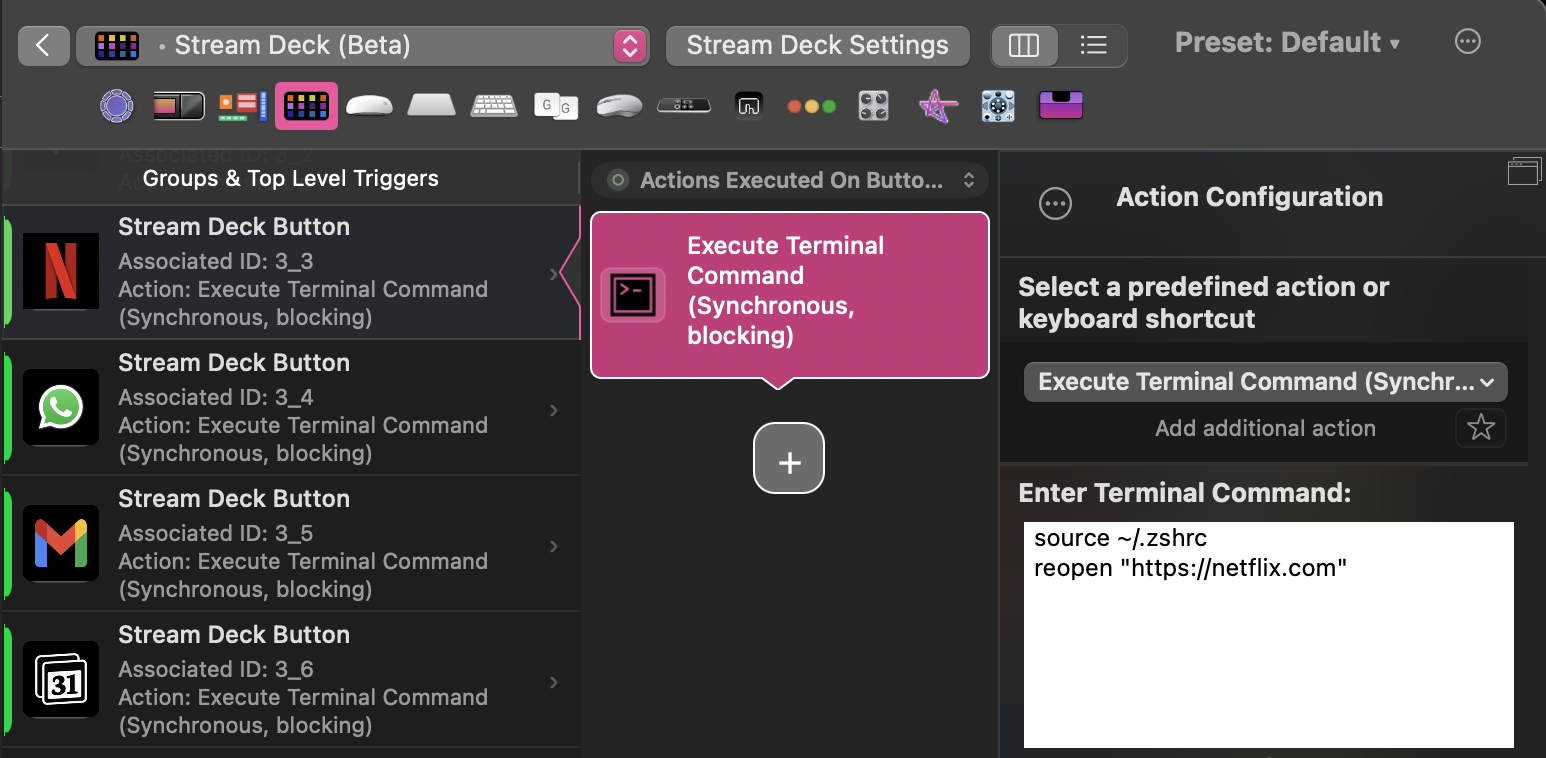 • Stream Deck (Beta)
Stream Deck Settings
Preset: Default ▾
G G
Associated ID: 3_2
Groups & Top Level Triggers
Stream Deck Button
Associated ID: 3_3
Action: Execute Terminal Command
(Synchronous, blocking)
Stream Deck Button
Associated ID: 3_4
Action: Execute Terminal Command
(Synchronous, blocking)
Stream Deck Button
Associated ID: 3_5
Action: Execute Terminal Command
(Synchronous, blocking)
Stream Deck Button
31
Associated ID: 3_6
Action: Execute Terminal Command
(Synchronous, blocking)
Actions Executed On Butto...
Execute Terminal
Command
(Synchronous,
blocking)
+
Action Configuration
Select a predefined action or
keyboard shortcut
Execute Terminal Command (Synchr...
Add additional action
Enter Terminal Command:
source ~/.zshrc
reopen "https://netflix.com"